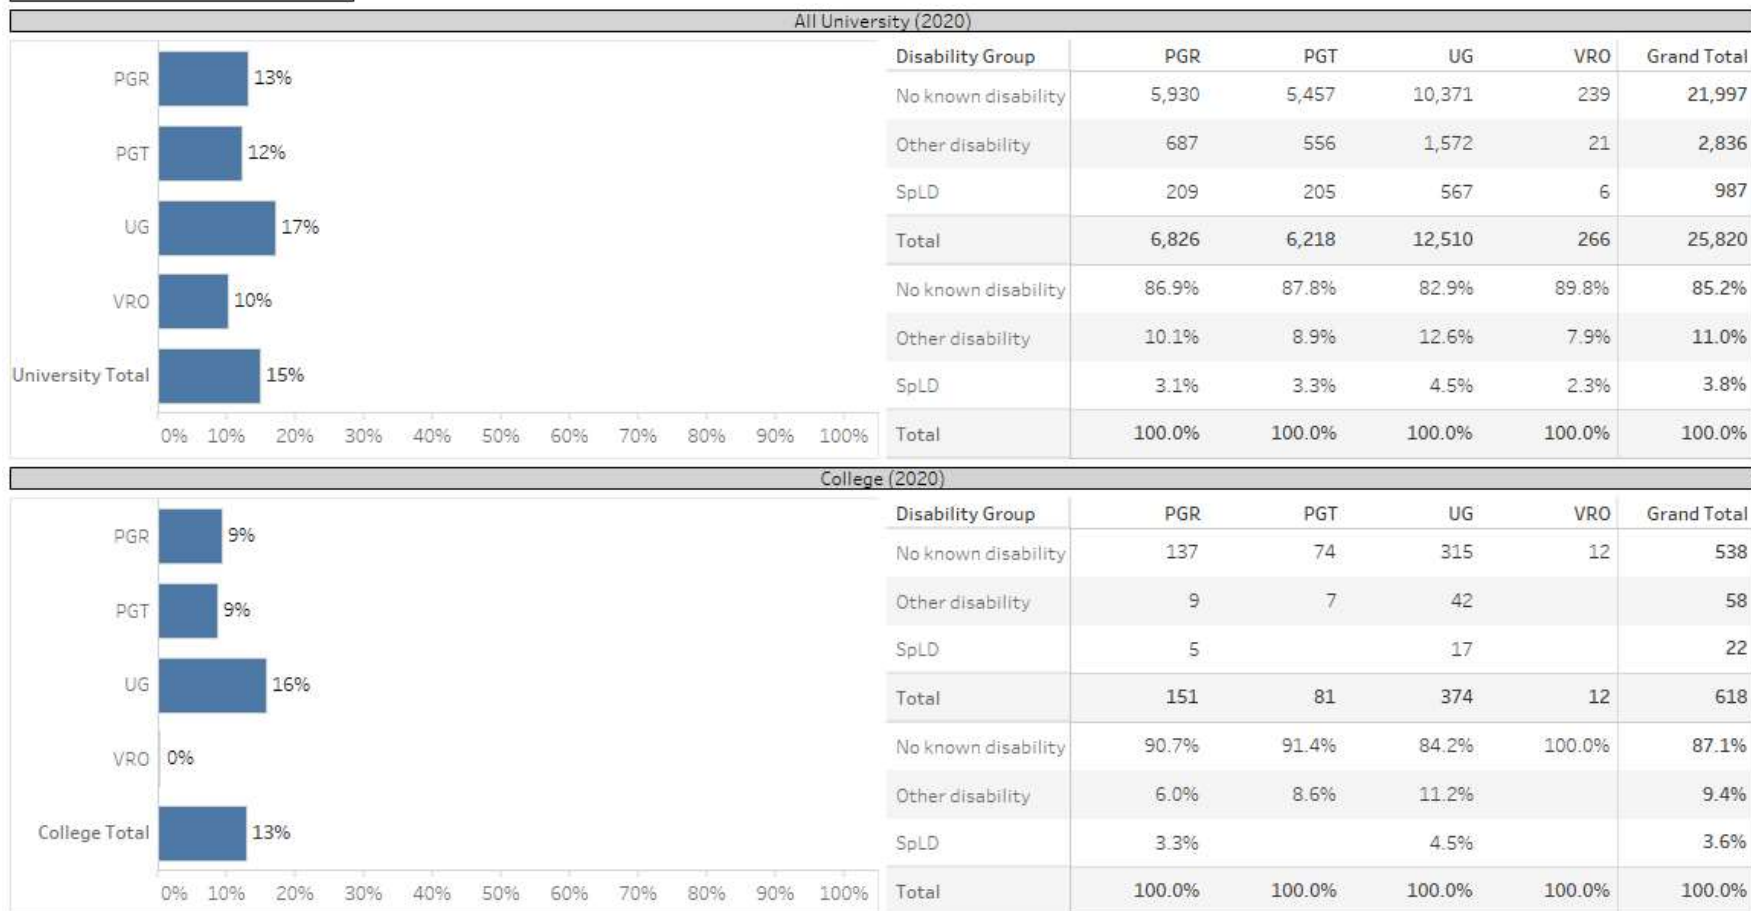 All University (2020)
PGR 13%
PGT 12%
UG 17%
VRO 10%
University Total 15%
0% 10% 20% 30% 40% 50% 60% 70% 80% 90% 100%
Disability Group PGR PGT UG VRO Grand Total
No known disability 5,930 5,457 10,371 239 21,997
Other disability 687 556 1,572 21 2,836
SpLD 209 205 567 6 987
Total 6,826 6,218 12,510 266 25,820
No known disability 86.9% 87.8% 82.9% 89.8% 85.2%
Other disability 10.1% 8.9% 12.6% 7.9% 11.0%
SpLD 3.1% 3.3% 4.5% 2.3% 3.8%
Total 100.0% 100.0% 100.0% 100.0% 100.0%
College (2020)
PGR 9%
PGT 9%
UG 16%
VRO 0%
College Total 13%
0% 10% 20% 30% 40% 50% 60% 70% 80% 90% 100%
Disability Group PGR PGT UG VRO Grand Total
No known disability 137 74 315 12 538
Other disability 9 7 42 58
SpLD 5 17 22
Total 151 81 374 12 618
No known disability 90.7% 91.4% 84.2% 100.0% 87.1%
Other disability 6.0% 8.6% 11.2% 9.4%
SpLD 3.3% 4.5% 3.6%
Total 100.0% 100.0% 100.0% 100.0% 100.0%